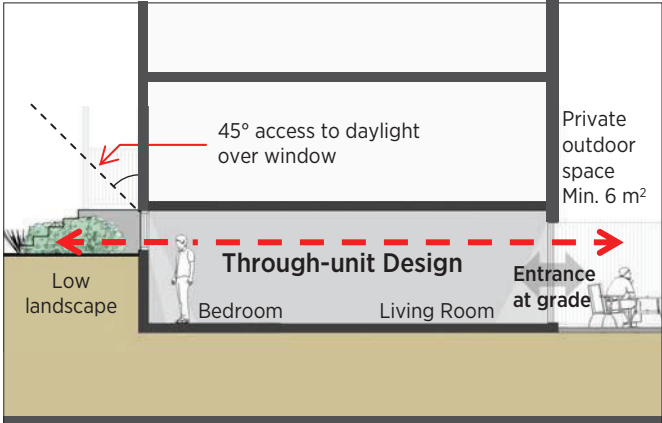 45° access to daylight
over window
Private
outdoor
space
Min. 6 m²
Through-unit Design
Entrance
at grade
Low
landscape
Bedroom
Living Room